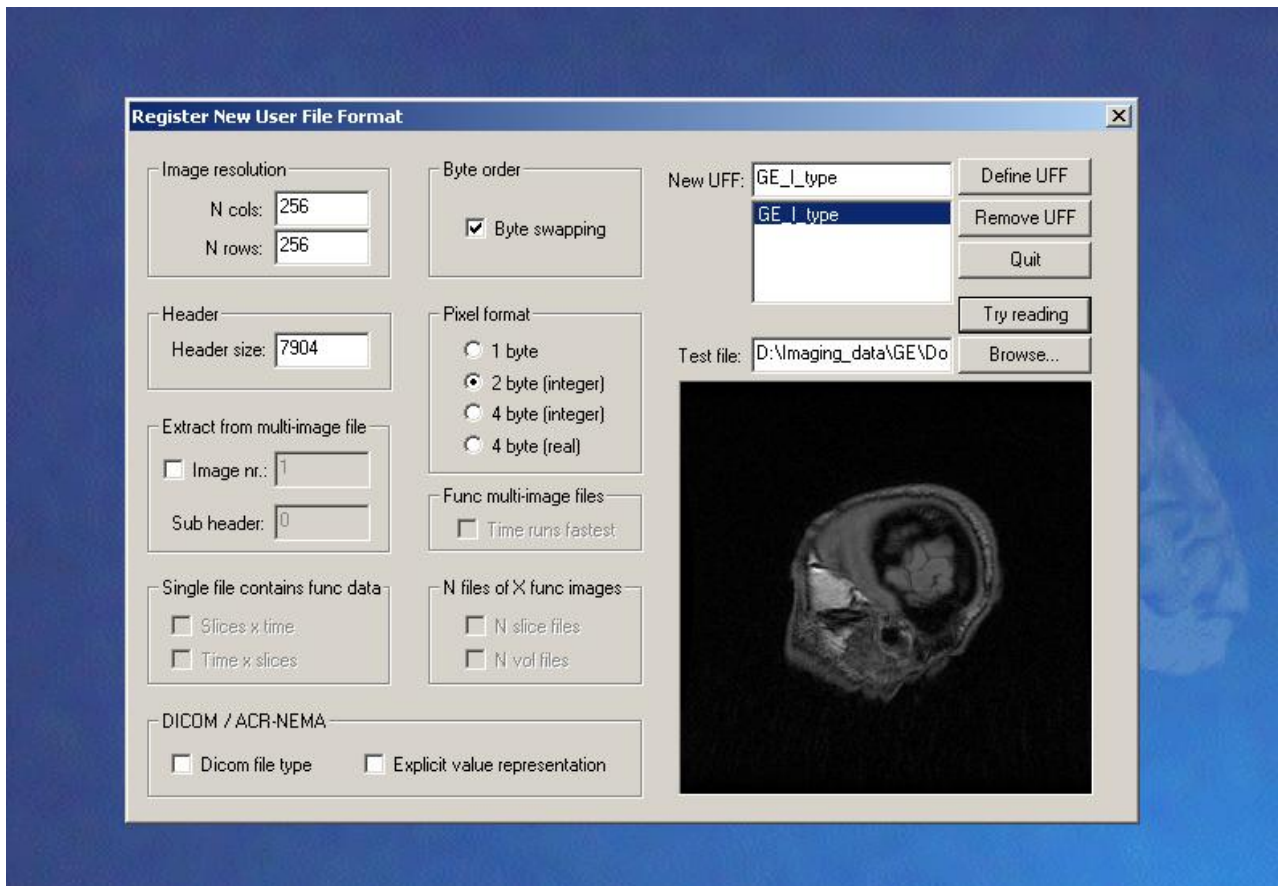 Register New User File Format
Image resolution
N cols: 256
N rows: 256
Byte order
Byte swapping
New UFF: GE_I_type
GE_I_type
Define UFF
Remove UFF
Quit
Header
Header size: 7904
Pixel format
1 byte
2 byte (integer)
4 byte (integer)
4 byte (real)
Try reading
Test file: D:\Imaging_data\GE\Do
Browse...
Extract from multi-image file
Image nr.: 1
Sub header: 0
Func multi-image files
Time runs fastest
Single file contains func data
Slices x time
Time x slices
N files of X func images
N slice files
N vol files
DICOM / ACR-NEMA
Dicom file type
Explicit value representation